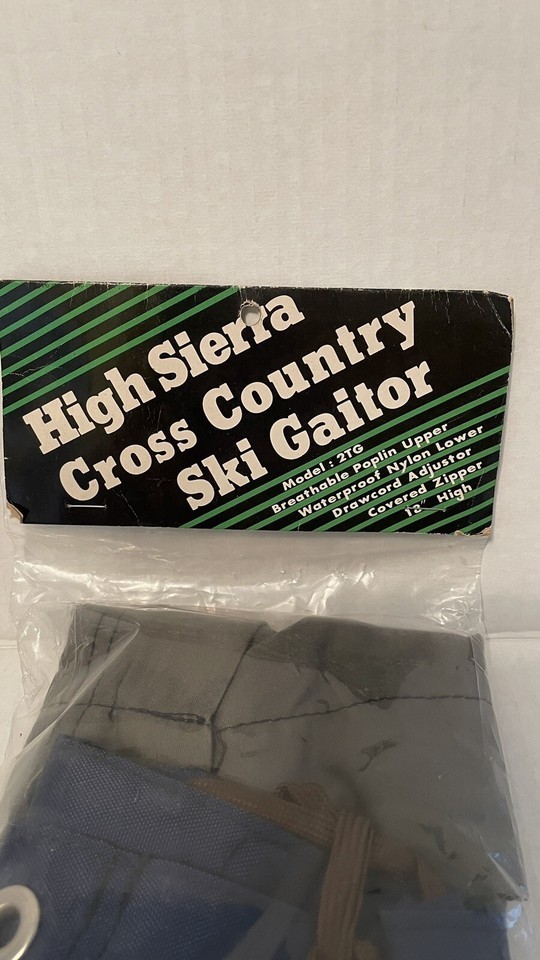 High Sierra
Cross Country
Ski Gaitor
Model: 2TG
Breathable Poplin Upper
Waterproof Nylon Lower
Drawcord Adjustor
Covered Zipper
18" High